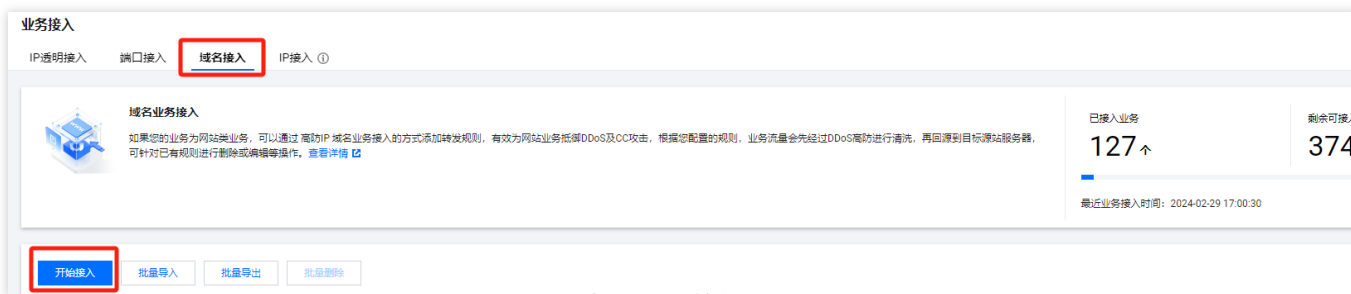 业务接入
IP透明接入 端口接入 域名接入 IP接入
域名业务接入
如果您的业务为网站类业务，可以通过 高防IP 域名业务接入的方式添加转发规则，有效为网站业务抵御DDoS及CC攻击，根据您配置的规则，业务流量会先经过DDoS高防进行清洗，再回源到目标源站服务器，
可针对已有规则进行删除或编辑等操作。查看详情
已接入业务 剩余可接入
127个 374
最近业务接入时间：2024-02-29 17:00:30
开始接入 批量导入 批量导出 批量删除